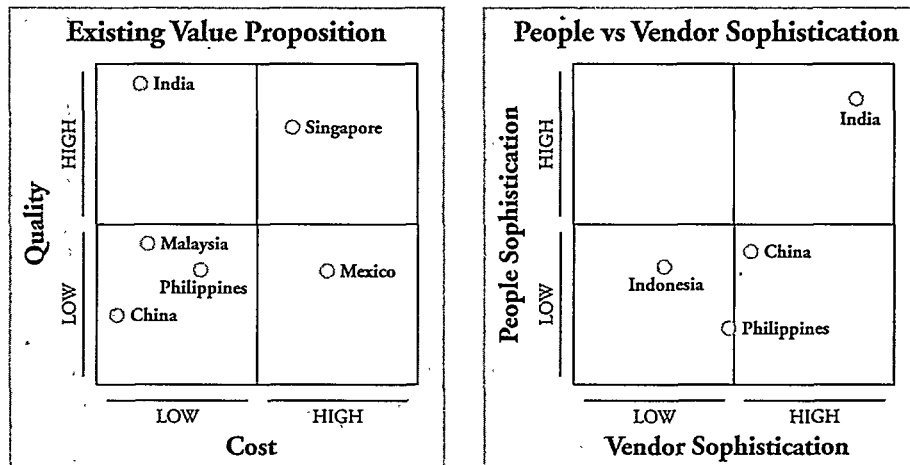 Existing Value Proposition
Quality
HIGH
LOW
India
Singapore
Malaysia
Philippines
Mexico
China
LOW
HIGH
Cost
People vs Vendor Sophistication
People Sophistication
HIGH
LOW
India
China
Indonesia
Philippines
LOW
HIGH
Vendor Sophistication